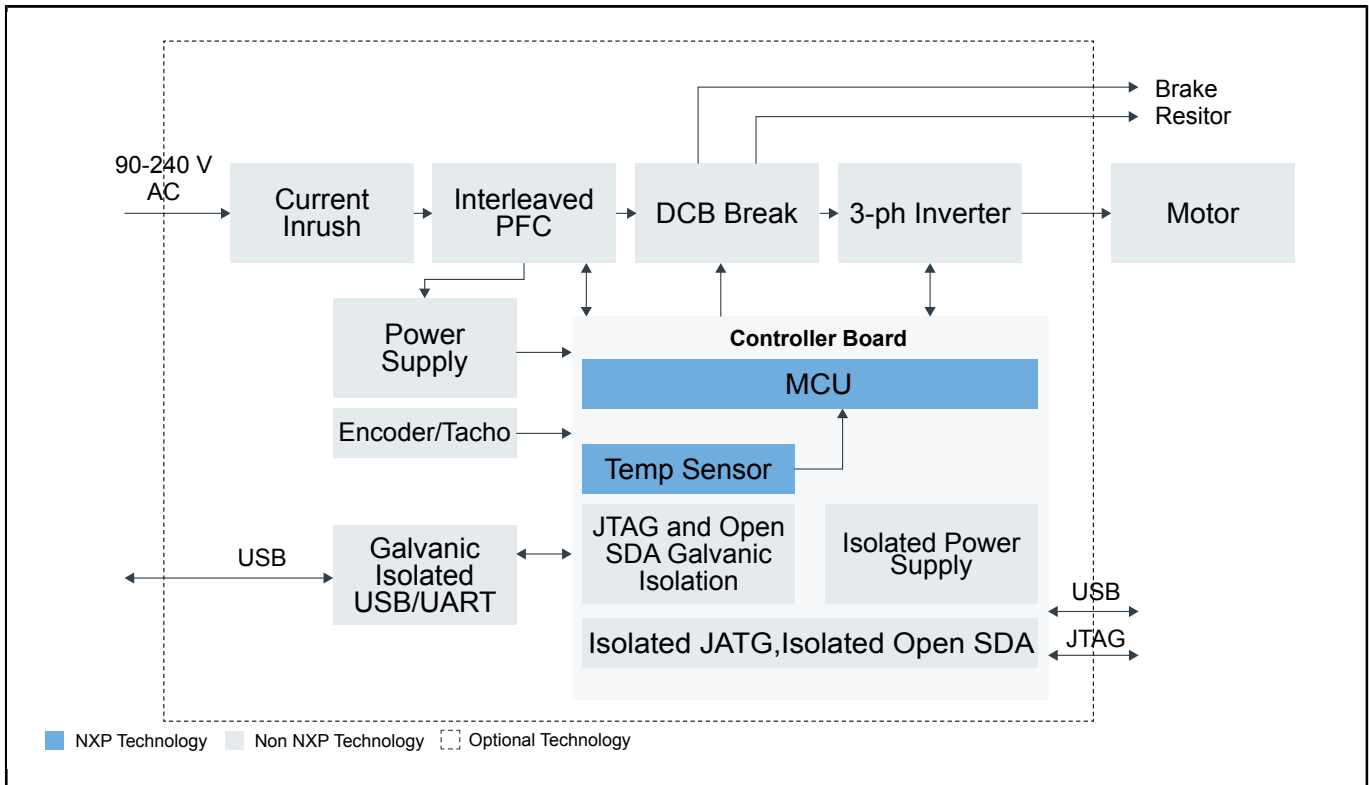 Brake
Resitor
90-240 V
AC
Current
Inrush
Interleaved
PFC
DCB Break
3-ph Inverter
Motor
Power
Supply
Controller Board
MCU
Encoder/Tacho
Temp Sensor
JTAG and Open
SDA Galvanic
Isolation
Isolated Power
Supply
USB
Galvanic
Isolated
USB/UART
USB
Isolated JATG,Isolated Open SDA
JTAG
NXP Technology
Non NXP Technology
Optional Technology